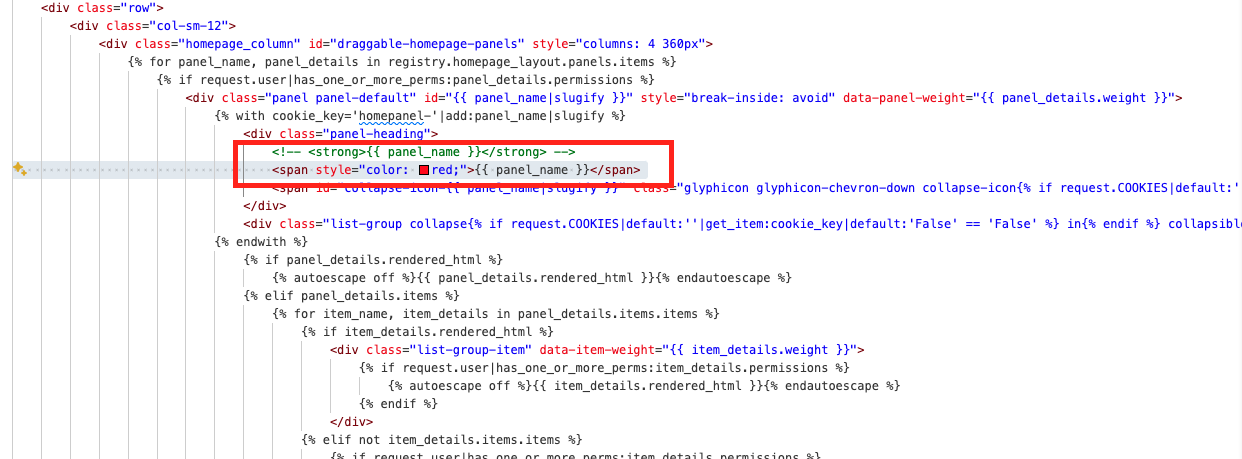 <div class="row">
<div class="col-sm-12">
<div class="homepage_column" id="draggable-homepage-panels" style="columns: 4 360px">
{% for panel_name, panel_details in registry.homepage_layout.panels.items %}
{% if request.user|has_one_or_more_perms:panel_details.permissions %}
<div class="panel panel-default" id="{{ panel_name|slugify }}" style="break-inside: avoid" data-panel-weight="{{ panel_details.weight }}">
{% with cookie_key='homepanel-'|add:panel_name|slugify %}
<div class="panel-heading">
<!-- <strong>{{ panel_name }}</strong> -->
<span style="color: red;">{{ panel_name }}</span>
<span id="collapse-icon-{{ panel_name|slugify }}" class="glyphicon glyphicon-chevron-down collapse-icon{% if request.COOKIES|default:'
</div>
<div class="list-group collapse{% if request.COOKIES|default:''|get_item:cookie_key|default:'False' == 'False' %} in{% endif %} collapsible
{% endwith %}
{% if panel_details.rendered_html %}
{% autoescape off %}{{ panel_details.rendered_html }}{% endautoescape %}
{% elif panel_details.items %}
{% for item_name, item_details in panel_details.items.items %}
{% if item_details.rendered_html %}
<div class="list-group-item" data-item-weight="{{ item_details.weight }}">
{% if request.user|has_one_or_more_perms:item_details.permissions %}
{% autoescape off %}{{ item_details.rendered_html }}{% endautoescape %}
{% endif %}
</div>
{% elif not item_details.items.items %}
{% if request.user|has_one_or_more_perms:item_details.permissions %}